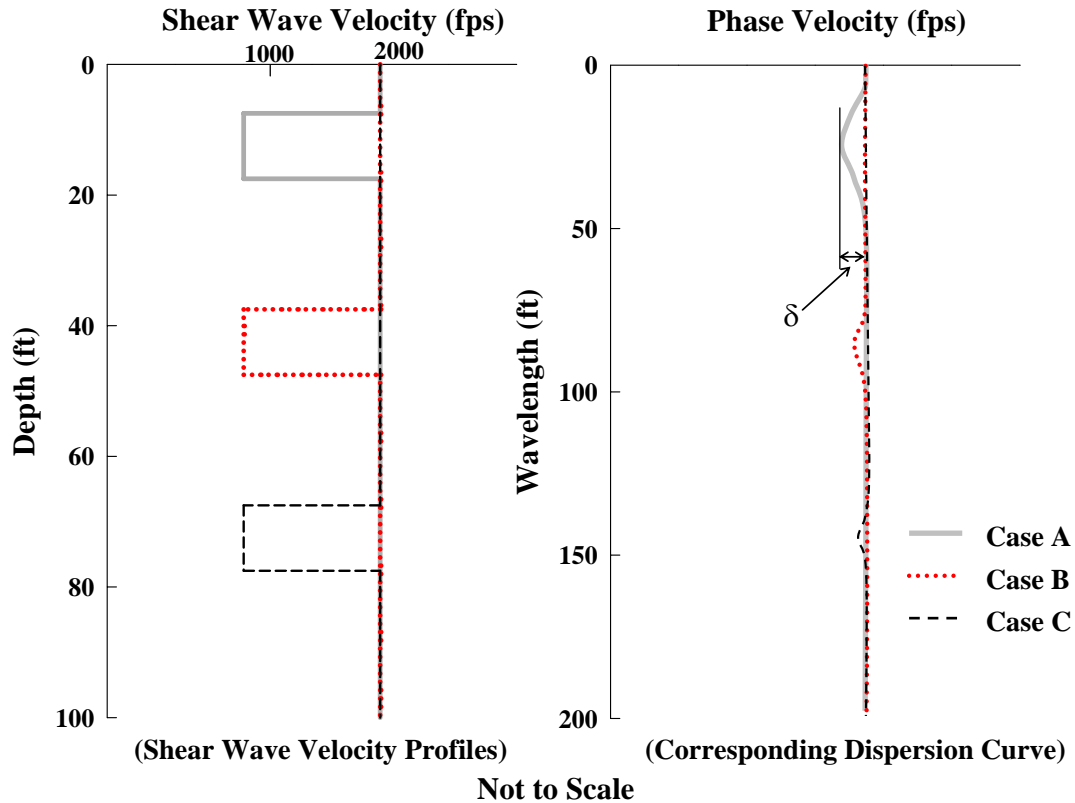 Shear Wave Velocity (fps)
1000
2000
0
20
40
60
80
100
Depth (ft)
(Shear Wave Velocity Profiles)
Phase Velocity (fps)
0
50
100
150
200
Wavelength (ft)
δ
Case A
Case B
Case C
(Corresponding Dispersion Curve)
Not to Scale